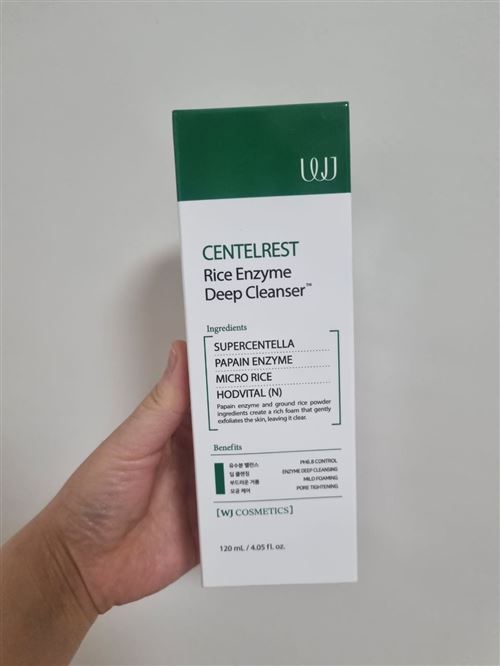 WJ
CENTELREST
Rice Enzyme
Deep Cleanser™
Ingredients
SUPERCENTELLA
PAPAIN ENZYME
MICRO RICE
HODVITAL (N)
Papain enzyme and ground rice powder
ingredients create a rich foam that gently
exfoliates the skin, leaving it clear.
Benefits
유수분 밸런스 PHB.B CONTROL
딥 클렌징 ENZYME DEEP CLEANSING
부드러운 거품 MILD FOAMING
모공 케어 PORE TIGHTENING
[WJ COSMETICS]
120 mL / 4.05 fl. oz.